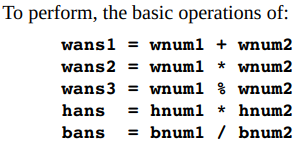 To perform, the basic operations of:
wans1 = wnum1 + wnum2
wans2 = wnum1 * wnum2
wans3 = wnum1 % wnum2
hans = hnum1 * hnum2
bans = bnum1 / bnum2